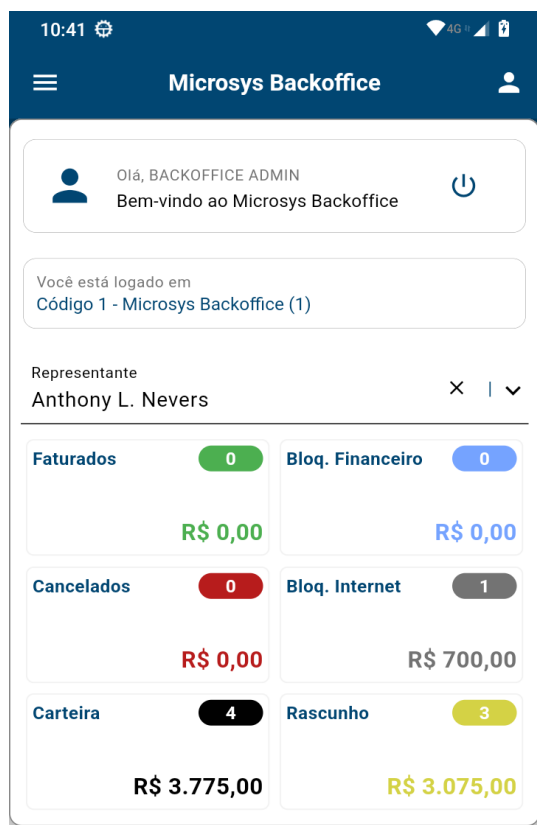 10:41
4G
Microsys Backoffice
Olá, BACKOFFICE ADMIN
Bem-vindo ao Microsys Backoffice
Você está logado em
Código 1 - Microsys Backoffice (1)
Representante
Anthony L. Nevers
Faturados 0
R$ 0,00
Bloq. Financeiro 0
R$ 0,00
Cancelados 0
R$ 0,00
Bloq. Internet 1
R$ 700,00
Carteira 4
R$ 3.775,00
Rascunho 3
R$ 3.075,00